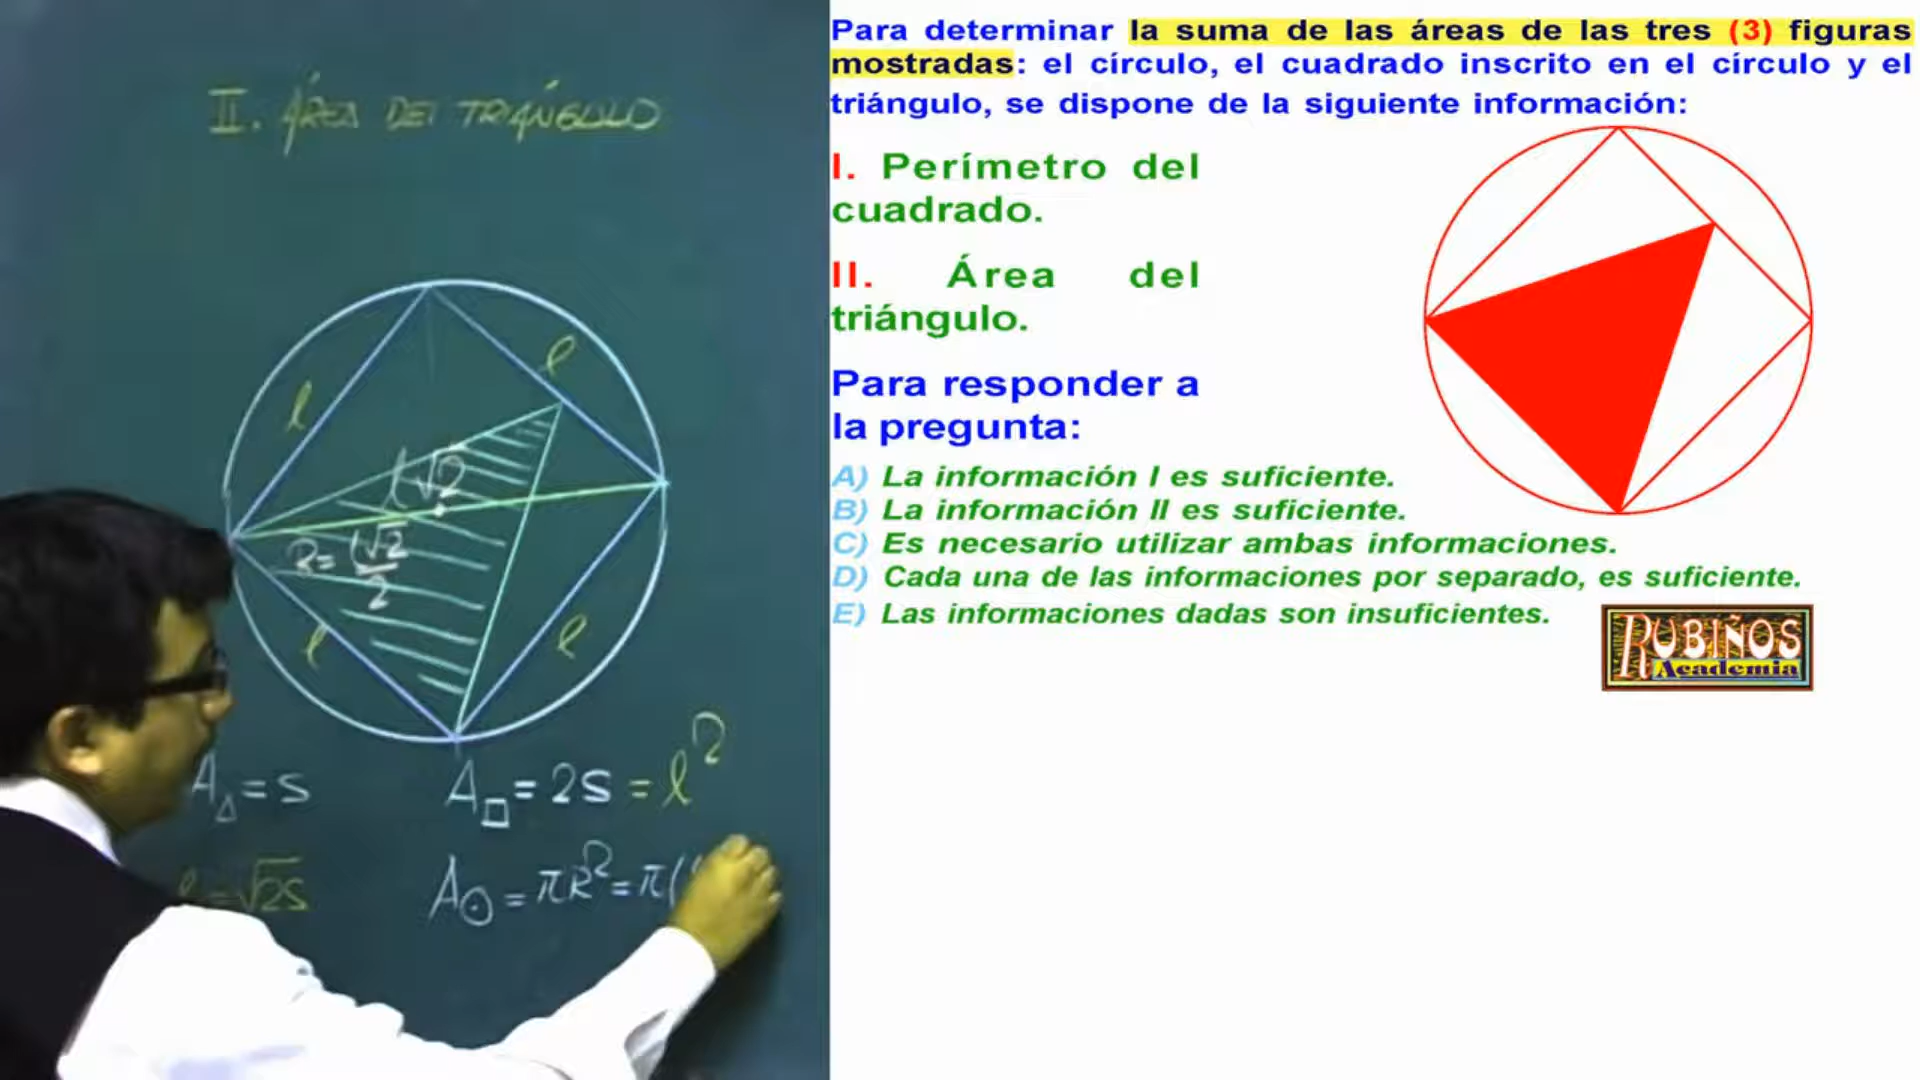 II. ÁREA DEL TRIÁNGULO
l
l
l√2
R = l√2/2
l
l
A△ = S
A□ = 2S = l²
l = √2S
A⊙ = πR² = π(
Para determinar la suma de las áreas de las tres (3) figuras
mostradas: el círculo, el cuadrado inscrito en el círculo y el
triángulo, se dispone de la siguiente información:
I. Perímetro del
cuadrado.
II. Área del
triángulo.
Para responder a
la pregunta:
A) La información I es suficiente.
B) La información II es suficiente.
C) Es necesario utilizar ambas informaciones.
D) Cada una de las informaciones por separado, es suficiente.
E) Las informaciones dadas son insuficientes.
RUBIÑOS
Academia